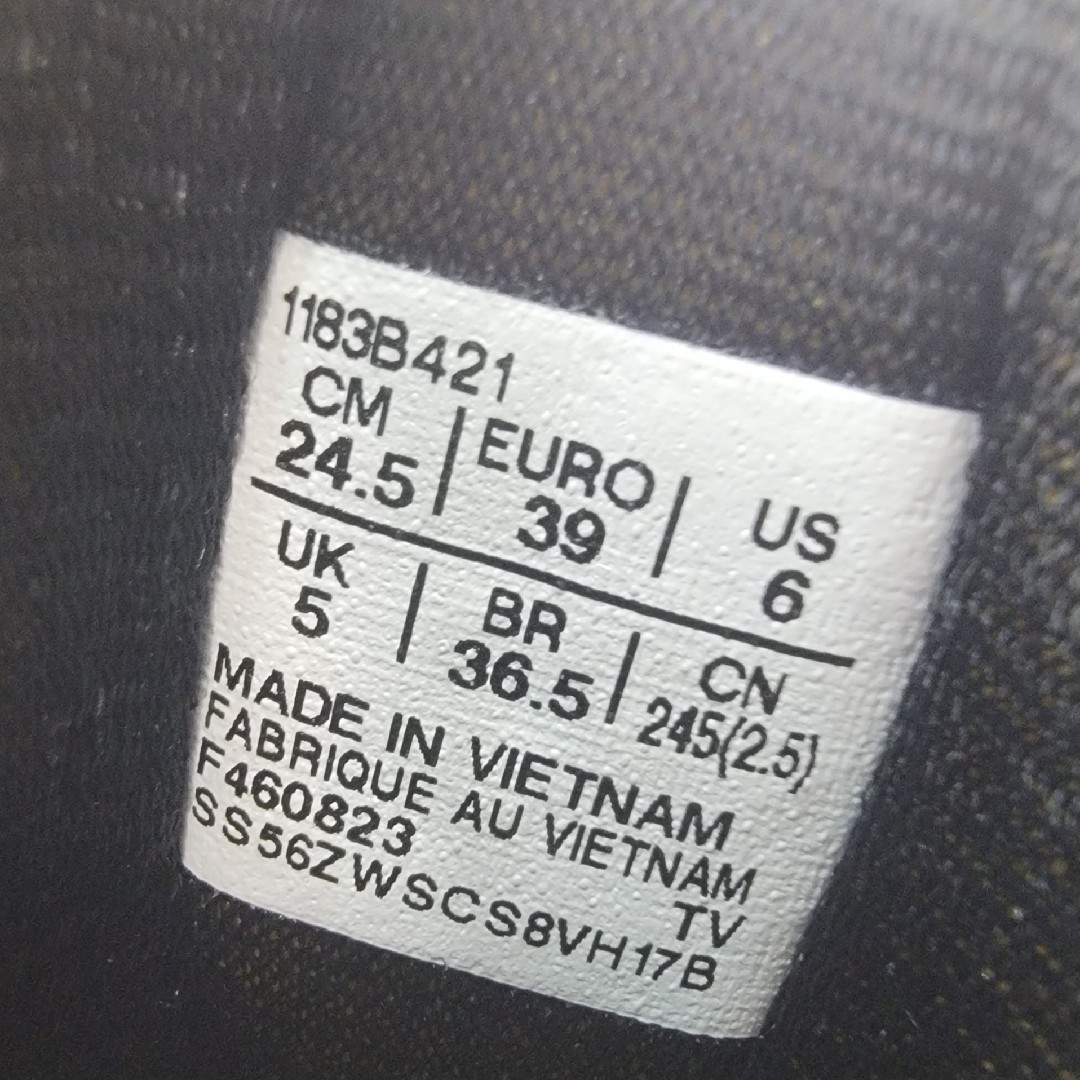 1183B421
CM | EURO | US
24.5 | 39 | 6
UK | BR | CN
5 | 36.5 | 245(2.5)
MADE IN VIETNAM
FABRIQUE AU VIETNAM
F460823 TV
SS56ZWSCS8VH17B